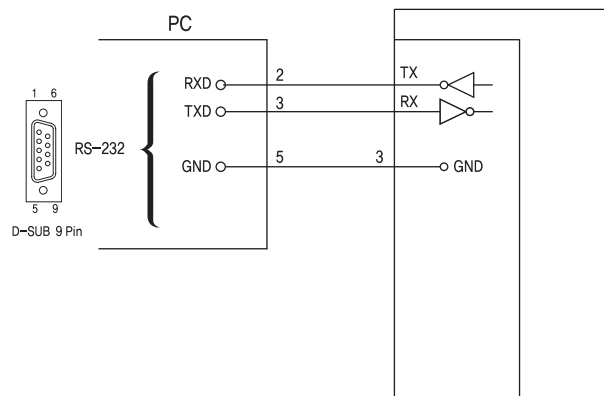 PC
RXD 2 TX
1 6
TXD 3 RX
RS-232
GND 5 3 GND
5 9
D-SUB 9 Pin